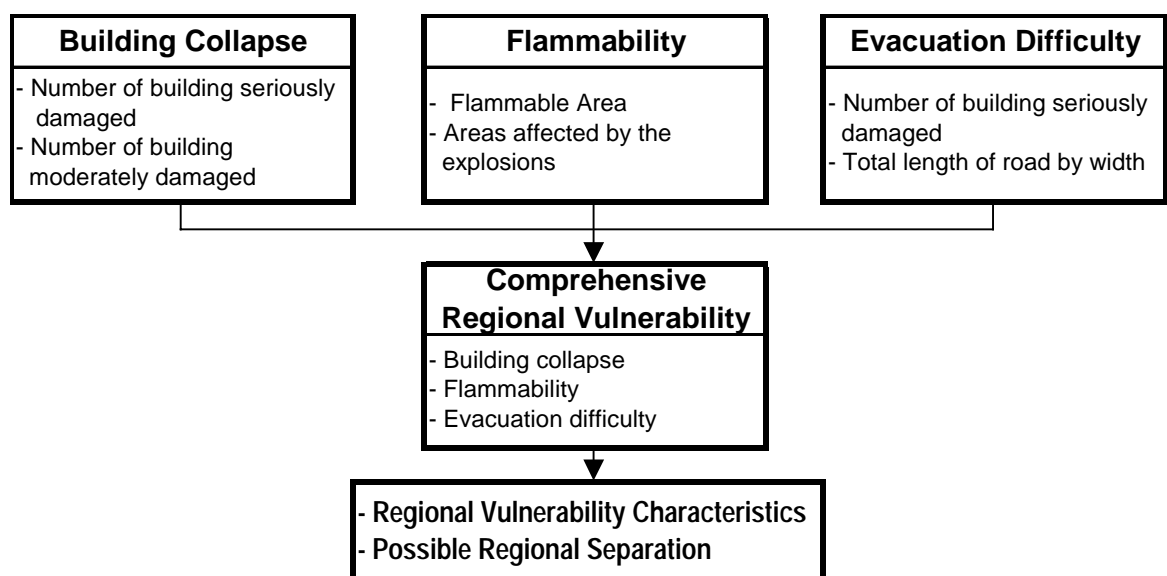 Building Collapse
- Number of building seriously
damaged
- Number of building
moderately damaged
Flammability
- Flammable Area
- Areas affected by the
explosions
Evacuation Difficulty
- Number of building seriously
damaged
- Total length of road by width
Comprehensive
Regional Vulnerability
- Building collapse
- Flammability
- Evacuation difficulty
- Regional Vulnerability Characteristics
- Possible Regional Separation